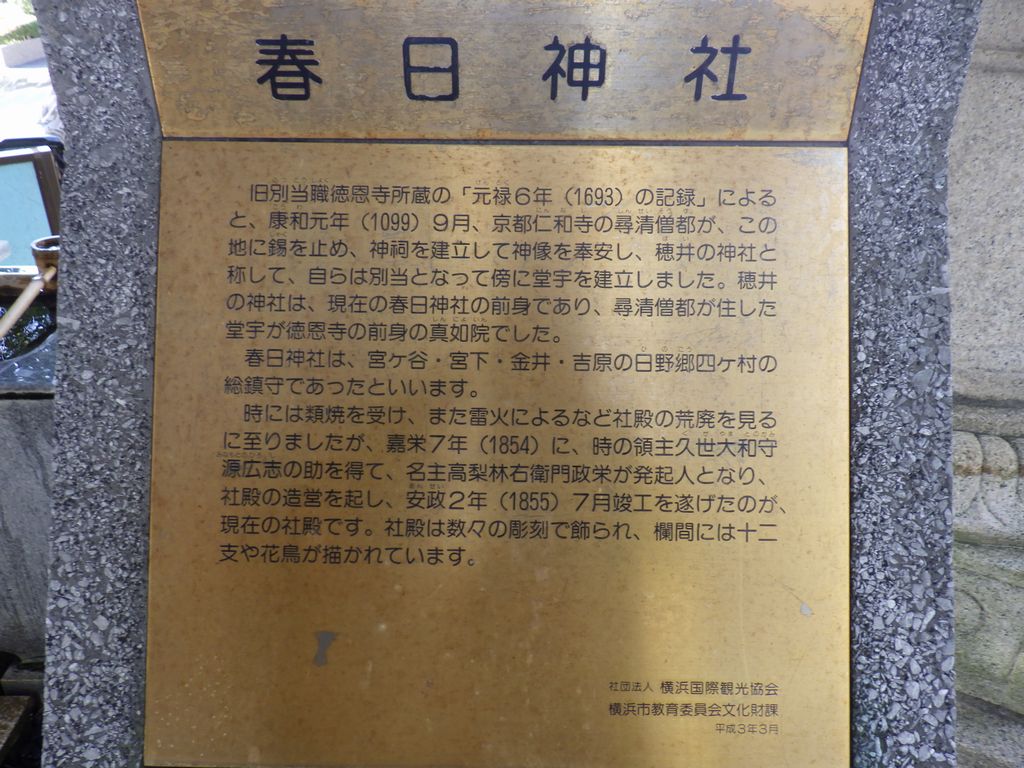 春日神社
旧別当職徳恩寺所蔵の「元禄６年（1693）の記録」による
と、康和元年（1099）９月、京都仁和寺の尋清僧都が、この
地に錫を止め、神祠を建立して神像を奉安し、穂井の神社と
称して、自らは別当となって傍に堂宇を建立しました。穂井
の神社は、現在の春日神社の前身であり、尋清僧都が住した
堂宇が徳恩寺の前身の真如院でした。
春日神社は、宮ケ谷・宮下・金井・吉原の日野郷四ケ村の
総鎮守であったといいます。
時には類焼を受け、また雷火によるなど社殿の荒廃を見る
に至りましたが、嘉栄７年（1854）に、時の領主久世大和守
源広志の助を得て、名主高梨林右衛門政栄が発起人となり、
社殿の造営を起し、安政２年（1855）７月竣工を遂げたのが、
現在の社殿です。社殿は数々の彫刻で飾られ、欄間には十二
支や花鳥が描かれています。
社団法人 横浜国際観光協会
横浜市教育委員会文化財課
平成３年３月